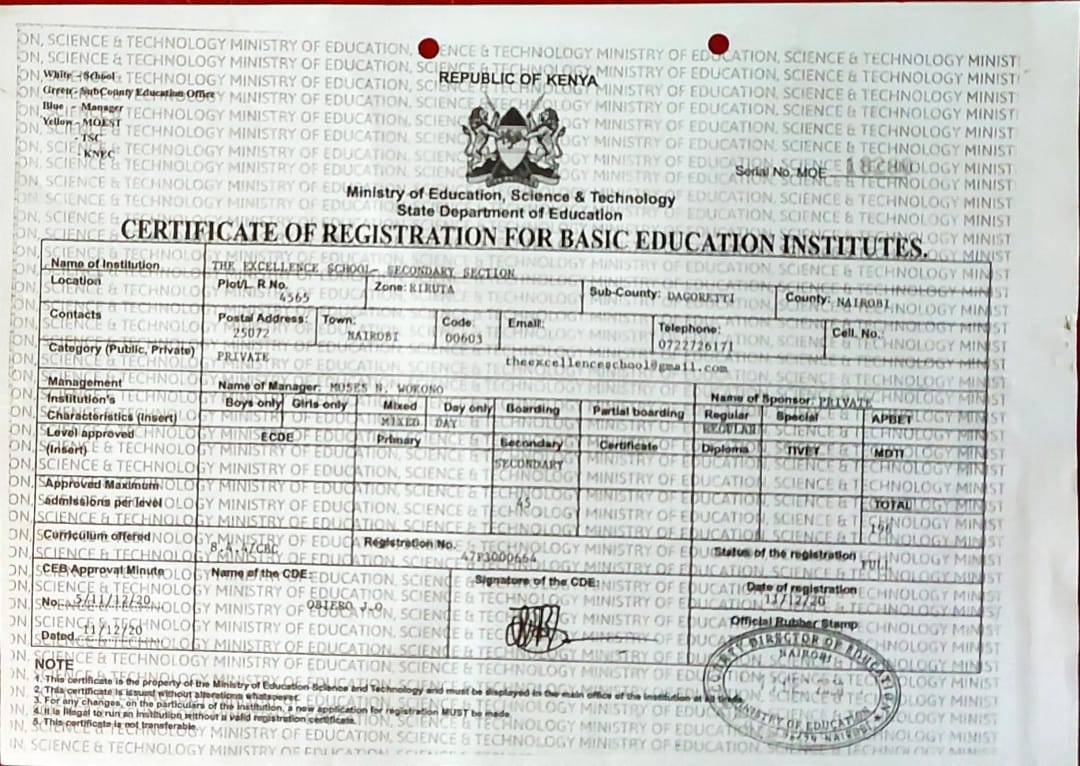 White - School
Green - SubCounty Education Office
Blue - Manager
Yellow - MOEST
- TSC
- KNEC
REPUBLIC OF KENYA
Serial No. MOE
Ministry of Education, Science & Technology
State Department of Education
CERTIFICATE OF REGISTRATION FOR BASIC EDUCATION INSTITUTES.
Name of Institution THE EXCELLENCE SCHOOL- SECONDARY SECTION
Location Plot/L. R.No. 4565 Zone: KIRUTA Sub-County: DAGORETTI County: NAIROBI
Contacts Postal Address: 25072 Town: NAIROBI Code: 00603 Email: theexcellenceschool@gmail.com Telephone: 0722726171 Cell. No.
Category (Public, Private) PRIVATE
Management Name of Manager: MOSES N. Name of Sponsor: PRIVATE
Institution's Characteristics (insert) Boys only Girls only Mixed MIXED Day only DAY Boarding Partial boarding Regular REGULAR Special APBET
Level approved (insert) ECDE Primary Secondary SECONDARY Certificate Diploma TIVET MDTI
Approved Maximum admissions per level 45 TOTAL
Curriculum offered 8.4.4/CBC Registration No. 47P3000664 Status of the registration FULL
CEB Approval Minute Name of the CDE: Signature of the CDE: Date of registration 11/12/20
No. 5/11/12/20 OBIERO J.O Official Rubber Stamp
Dated 11/12/20
NOTE
1. This certificate is the property of the Ministry of Education Science and Technology and must be displayed in the main office of the institution at all
2. This certificate is issued without alterations whatsoever.
3. For any changes, on the particulars of the institution, a new application for registration MUST be made
4. It is illegal to run an institution without a valid registration certificate.
5. This certificate is not transferable.
DIRECTOR OF EDUCATION
NAIROBI
MINISTRY OF EDUCATION
NAIROBI
ON, SCIENCE & TECHNOLOGY MINISTRY OF EDUCATION, SCIENCE & TECHNOLOGY MINISTRY OF EDUCATION, SCIENCE & TECHNOLOGY MINIST